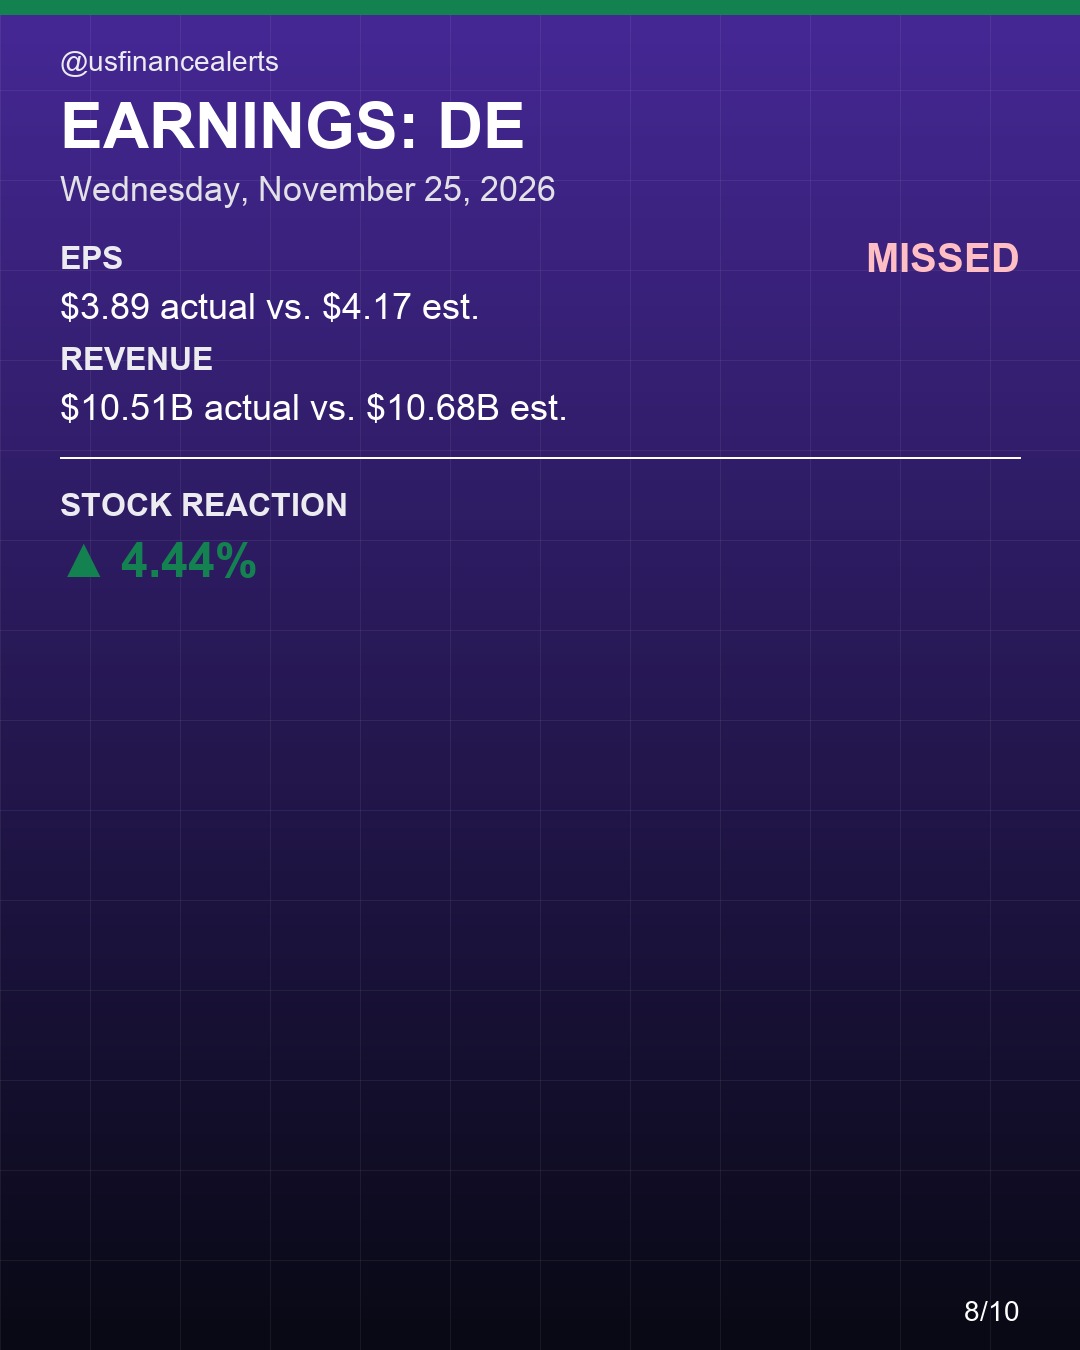 @usfinancealerts
EARNINGS: DE
Wednesday, November 25, 2026
EPS
MISSED
$3.89 actual vs. $4.17 est.
REVENUE
$10.51B actual vs. $10.68B est.
STOCK REACTION
▲ 4.44%
8/10